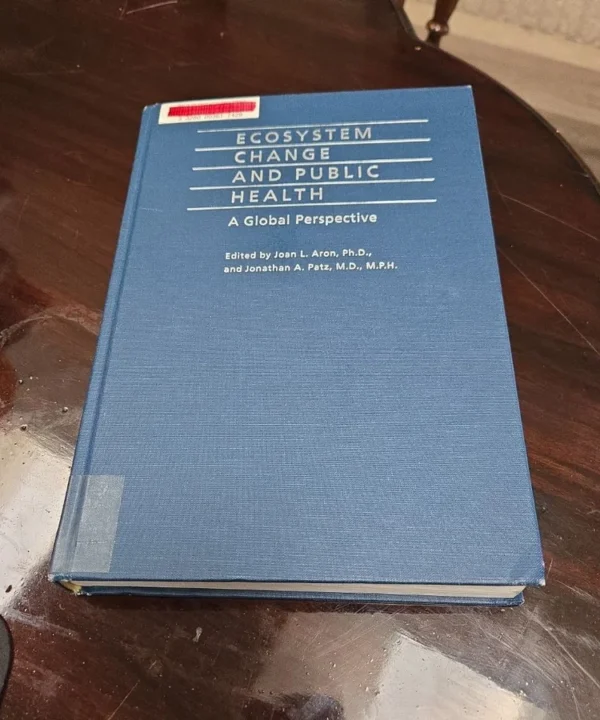 ECOSYSTEM
CHANGE
AND PUBLIC
HEALTH
A Global Perspective
Edited by Joan L. Aron, Ph.D.,
and Jonathan A. Patz, M.D., M.P.H.